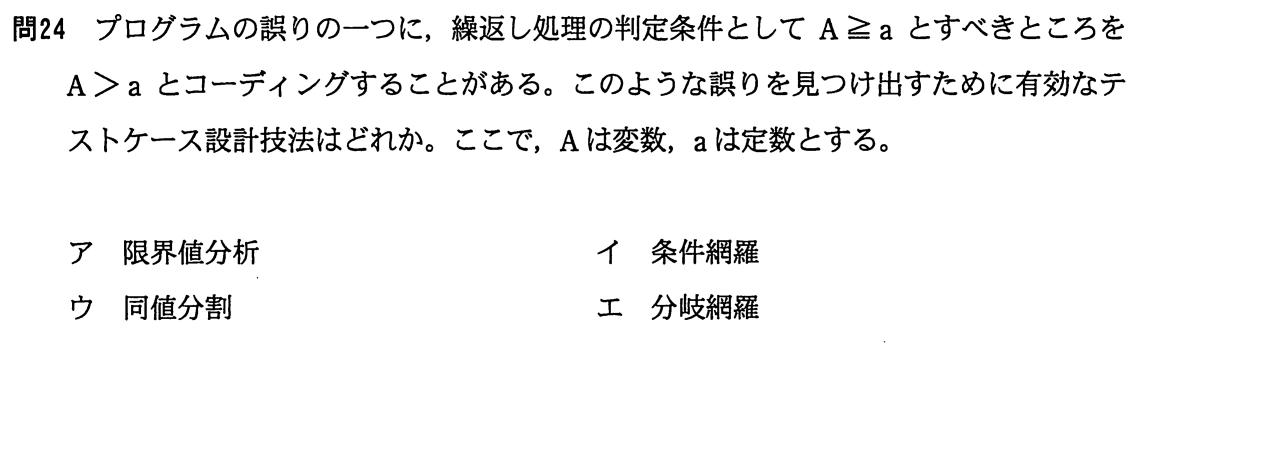 問24 プログラムの誤りの一つに，繰返し処理の判定条件として A≧a とすべきところを
A＞a とコーディングすることがある。このような誤りを見つけ出すために有効なテ
ストケース設計技法はどれか。ここで，Aは変数，aは定数とする。
ア 限界値分析 イ 条件網羅
ウ 同値分割 エ 分岐網羅